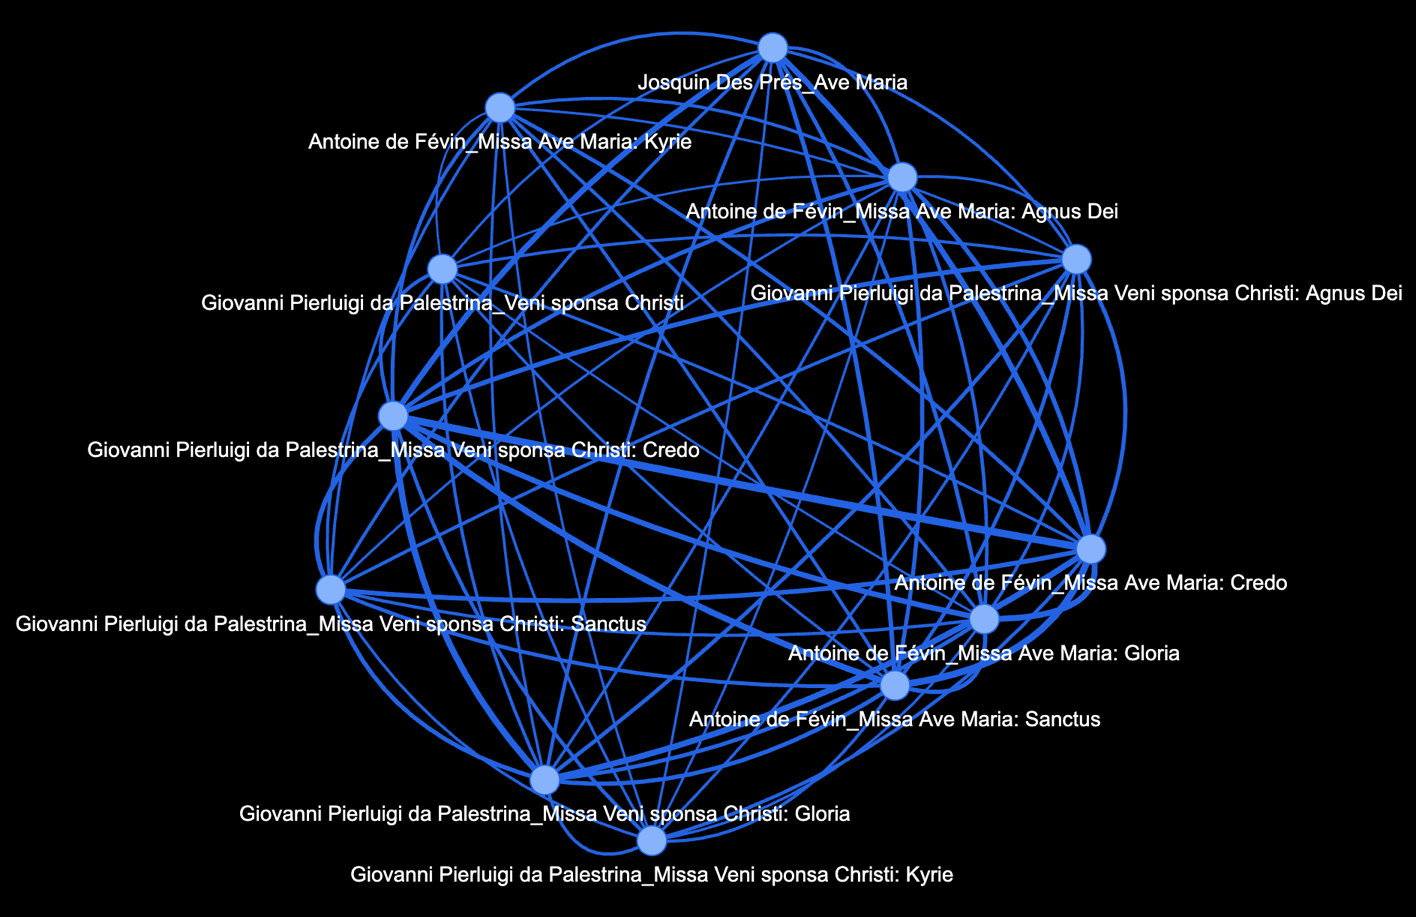 Josquin Des Prés_Ave Maria
Antoine de Févin_Missa Ave Maria: Kyrie
Antoine de Févin_Missa Ave Maria: Agnus Dei
Giovanni Pierluigi da Palestrina_Missa Veni sponsa Christi: Agnus Dei
Giovanni Pierluigi da Palestrina_ Veni sponsa Christi
Giovanni Pierluigi da Palestrina_Missa Veni sponsa Christi: Credo
Antoine de Févin_Missa Ave Maria: Credo
Giovanni Pierluigi da Palestrina_Missa Veni sponsa Christi: Sanctus
Antoine de Févin_Missa Ave Maria: Gloria
Antoine de Févin_Missa Ave Maria: Sanctus
Giovanni Pierluigi da Palestrina_Missa Veni sponsa Christi: Gloria
Giovanni Pierluigi da Palestrina_Missa Veni sponsa Christi: Kyrie